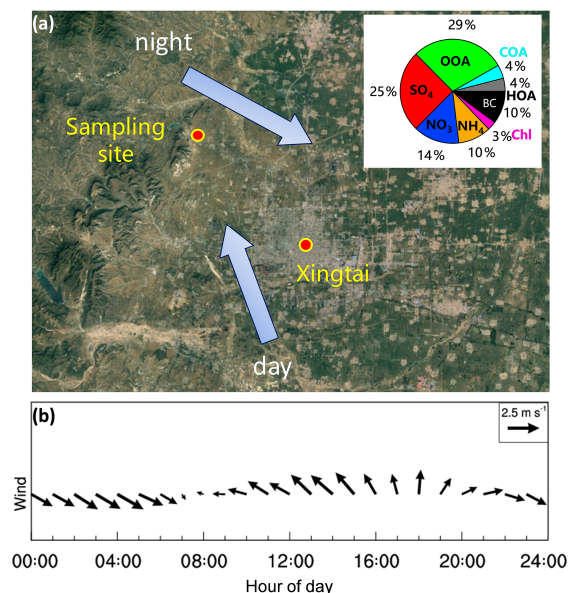 (a)
night
29%
COA
4%
OOA
4%
25%
SO₄
HOA
BC
10%
NO₃
NH₄
3%
Chl
14%
10%
Sampling
site
Xingtai
day
(b)
2.5 m s⁻¹
Wind
00:00 04:00 08:00 12:00 16:00 20:00 24:00
Hour of day